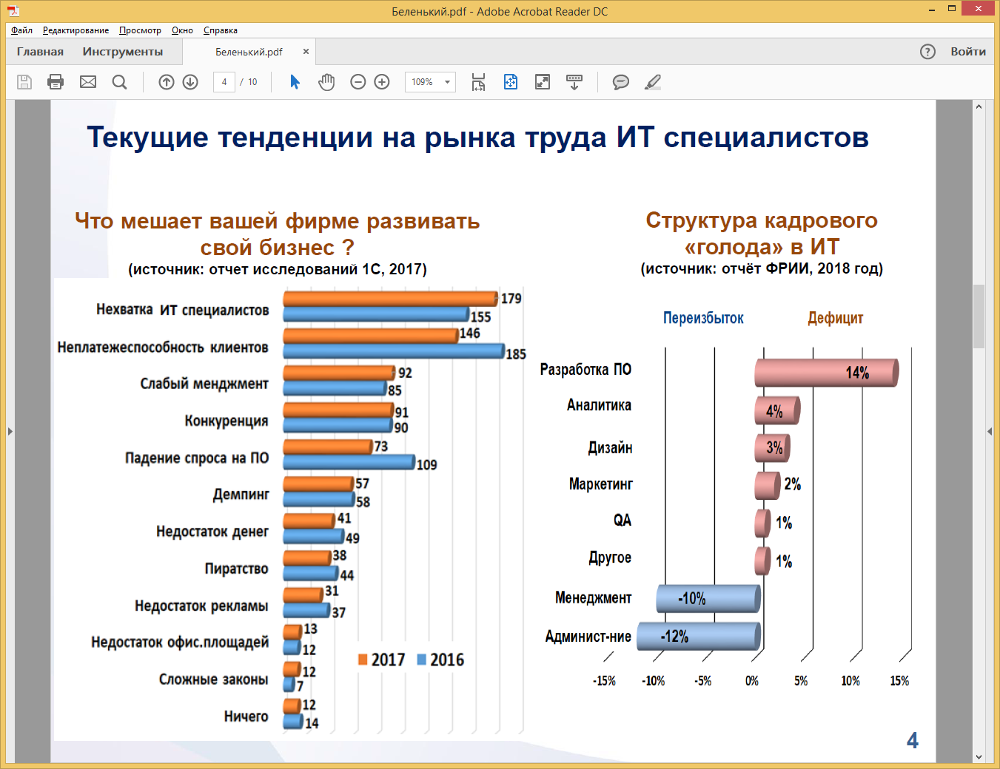 Беленький.pdf - Adobe Acrobat Reader DC
Файл Редактирование Просмотр Окно Справка
Главная Инструменты Беленький.pdf × ? Войти
4 / 10 109%
Текущие тенденции на рынка труда ИТ специалистов
Что мешает вашей фирме развивать
свой бизнес ?
(источник: отчет исследований 1С, 2017)
Нехватка ИТ специалистов 179
155
Неплатежеспособность клиентов 146
185
Слабый менджмент 92
85
Конкуренция 91
90
Падение спроса на ПО 73
109
Демпинг 57
58
Недостаток денег 41
49
Пиратство 38
44
Недостаток рекламы 31
37
Недостаток офис.площадей 13
12
Сложные законы 12
7
Ничего 12
14
2017 2016
Структура кадрового
«голода» в ИТ
(источник: отчёт ФРИИ, 2018 год)
Переизбыток Дефицит
Разработка ПО 14%
Аналитика 4%
Дизайн 3%
Маркетинг 2%
QA 1%
Другое 1%
Менеджмент -10%
Админист-ние -12%
-15% -10% -5% 0% 5% 10% 15%
4